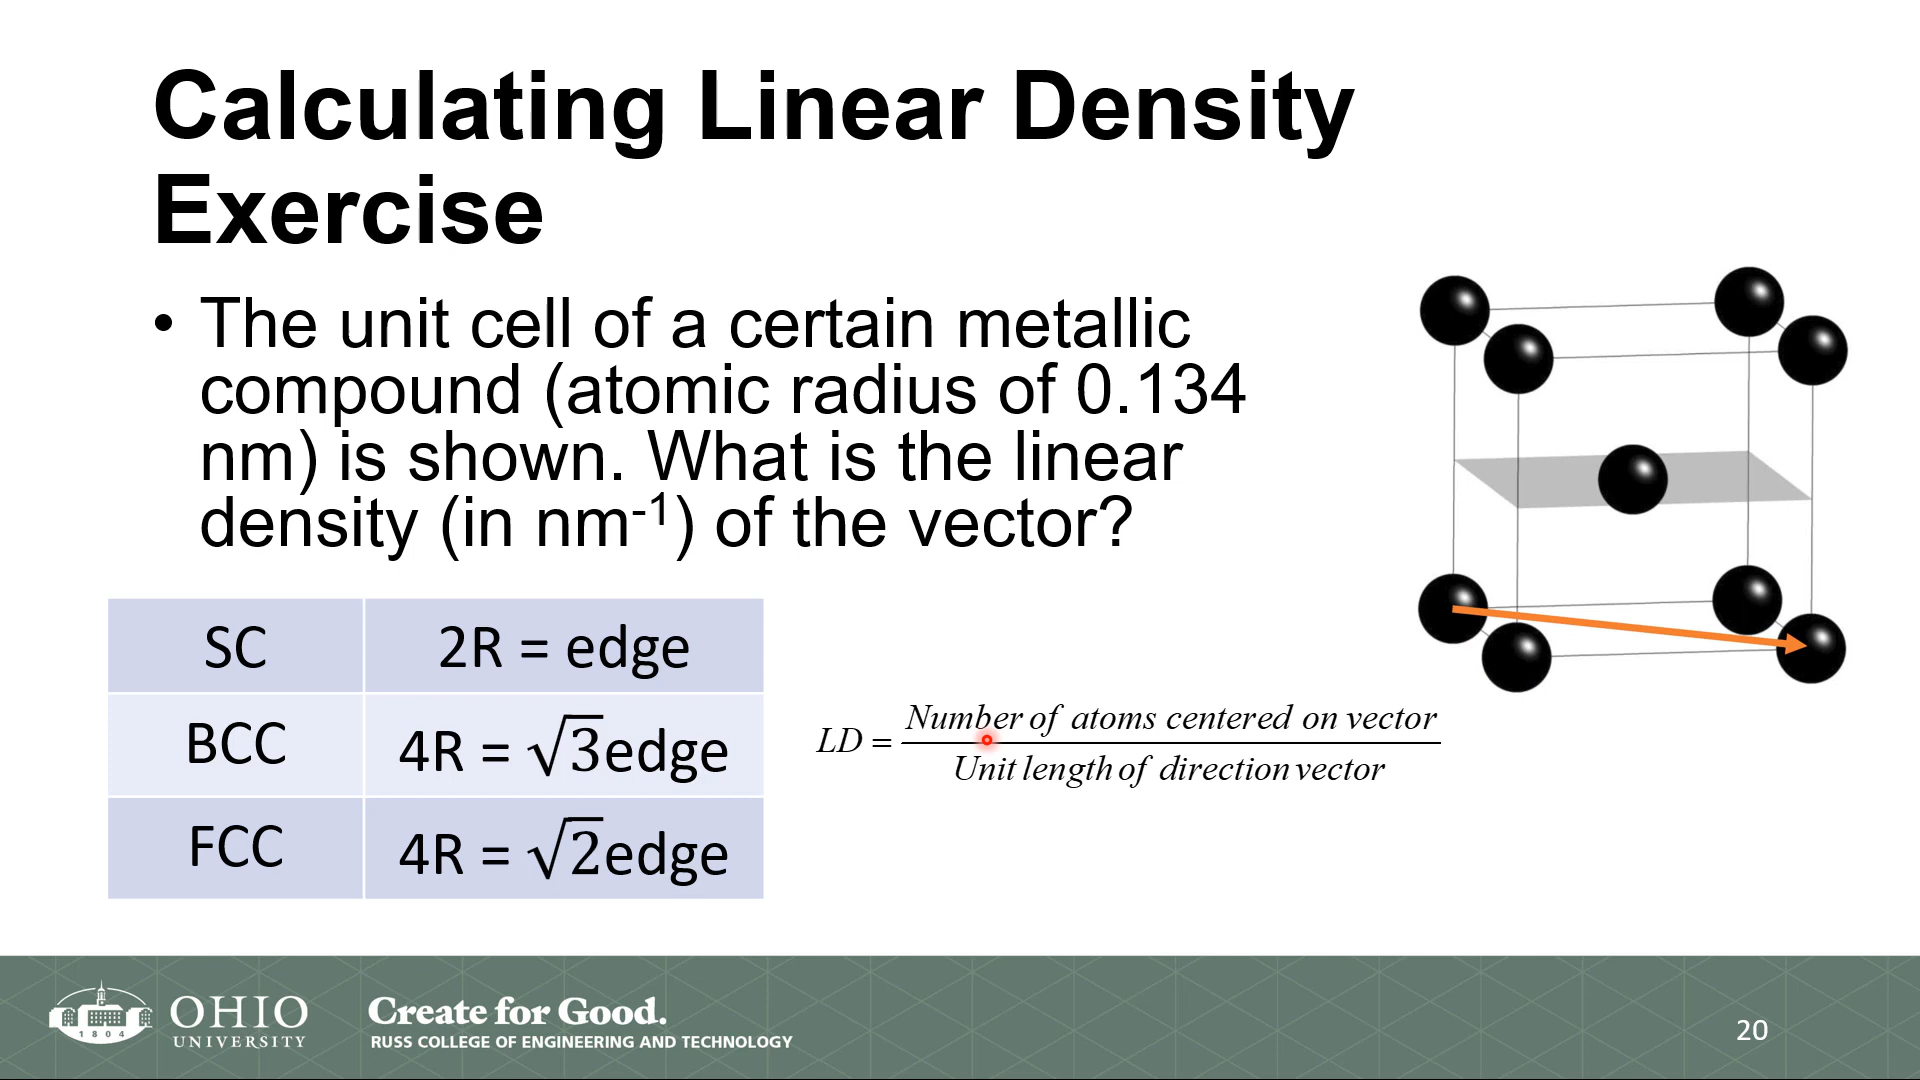 Calculating Linear Density
Exercise
• The unit cell of a certain metallic
compound (atomic radius of 0.134
nm) is shown. What is the linear
density (in nm⁻¹) of the vector?
SC 2R = edge
BCC 4R = √3edge
FCC 4R = √2edge
LD = Number of atoms centered on vector
Unit length of direction vector
1804
OHIO
UNIVERSITY
Create for Good.
RUSS COLLEGE OF ENGINEERING AND TECHNOLOGY
20